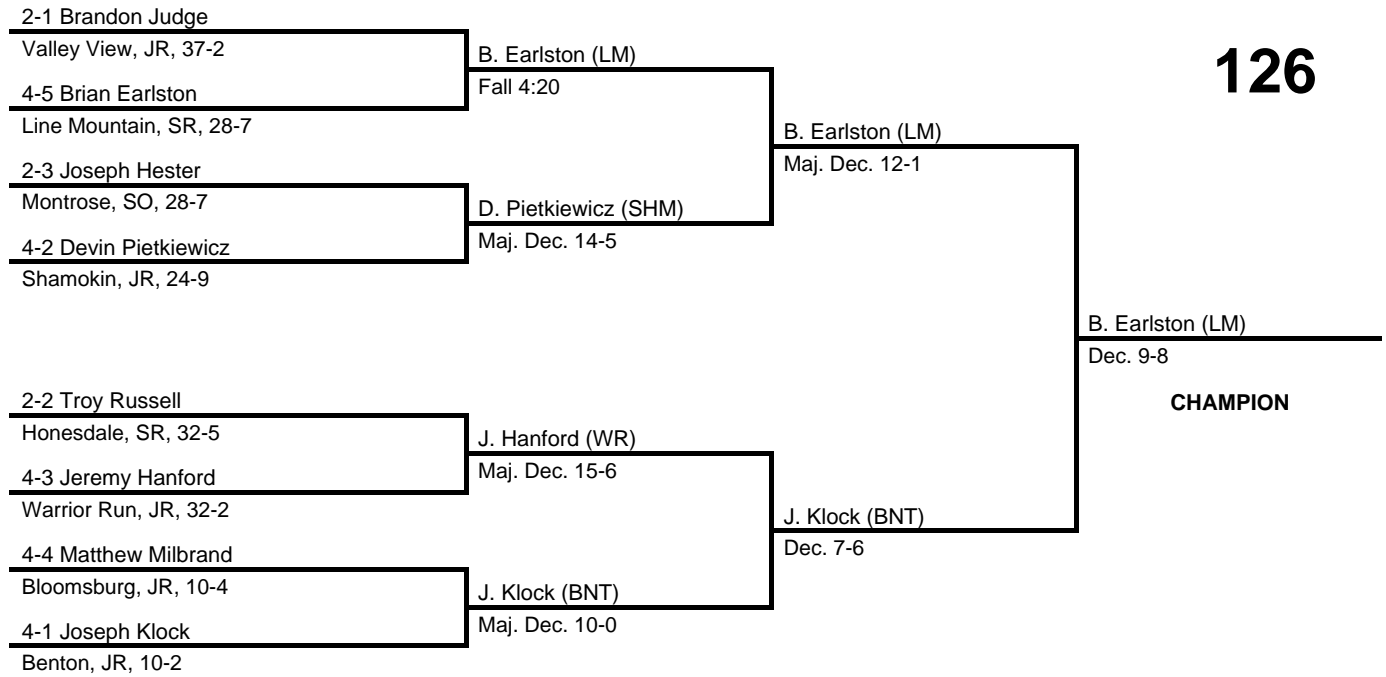 2-1 Brandon Judge
Valley View, JR, 37-2
4-5 Brian Earlston
Line Mountain, SR, 28-7
2-3 Joseph Hester
Montrose, SO, 28-7
4-2 Devin Pietkiewicz
Shamokin, JR, 24-9
2-2 Troy Russell
Honesdale, SR, 32-5
4-3 Jeremy Hanford
Warrior Run, JR, 32-2
4-4 Matthew Milbrand
Bloomsburg, JR, 10-4
4-1 Joseph Klock
Benton, JR, 10-2
B. Earlston (LM)
Fall 4:20
D. Pietkiewicz (SHM)
Maj. Dec. 14-5
J. Hanford (WR)
Maj. Dec. 15-6
J. Klock (BNT)
Maj. Dec. 10-0
B. Earlston (LM)
Maj. Dec. 12-1
J. Klock (BNT)
Dec. 7-6
126
B. Earlston (LM)
Dec. 9-8
CHAMPION